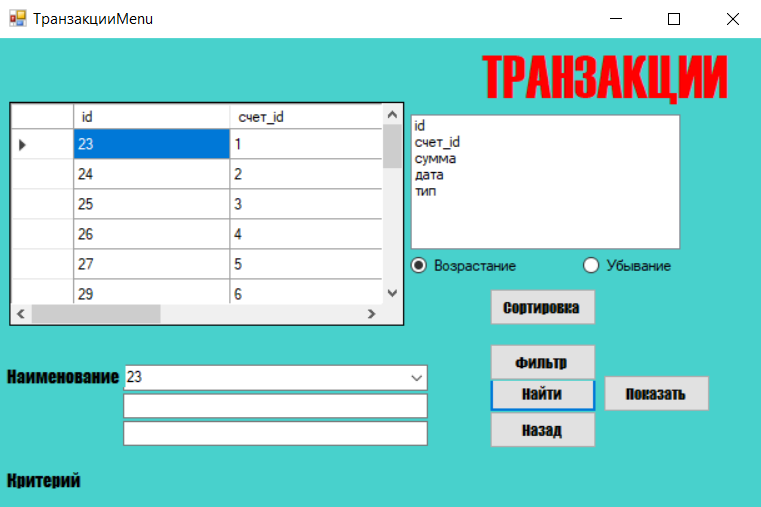 ТранзакцииMenu
ТРАНЗАКЦИИ
id счет_id
23 1
24 2
25 3
26 4
27 5
29 6
id
счет_id
сумма
дата
тип
Возрастание Убывание
Сортировка
Фильтр
Наименование 23
Найти Показать
Назад
Критерий